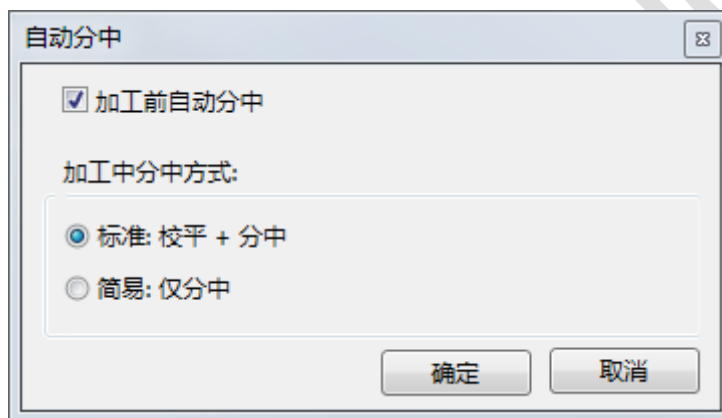 自动分中
加工前自动分中
加工中分中方式:
标准: 校平 + 分中
简易: 仅分中
确定 取消